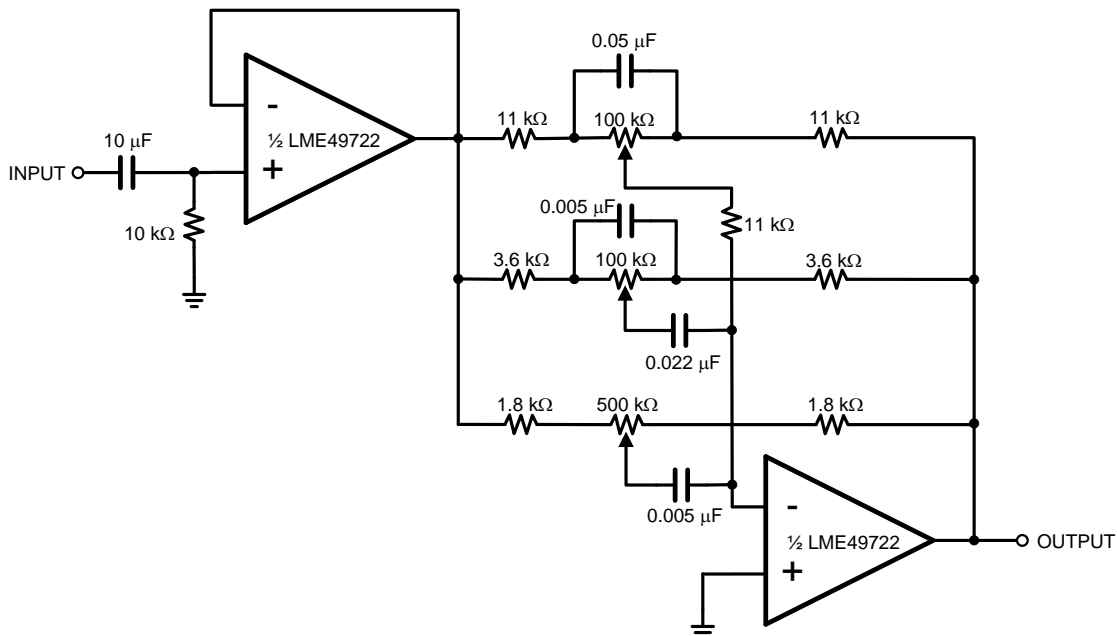 0.05 μF
11 kΩ
100 kΩ
11 kΩ
-
½ LME49722
+
10 μF
INPUT
10 kΩ
0.005 μF
11 kΩ
3.6 kΩ
100 kΩ
3.6 kΩ
0.022 μF
1.8 kΩ
500 kΩ
1.8 kΩ
0.005 μF
-
½ LME49722
+
OUTPUT